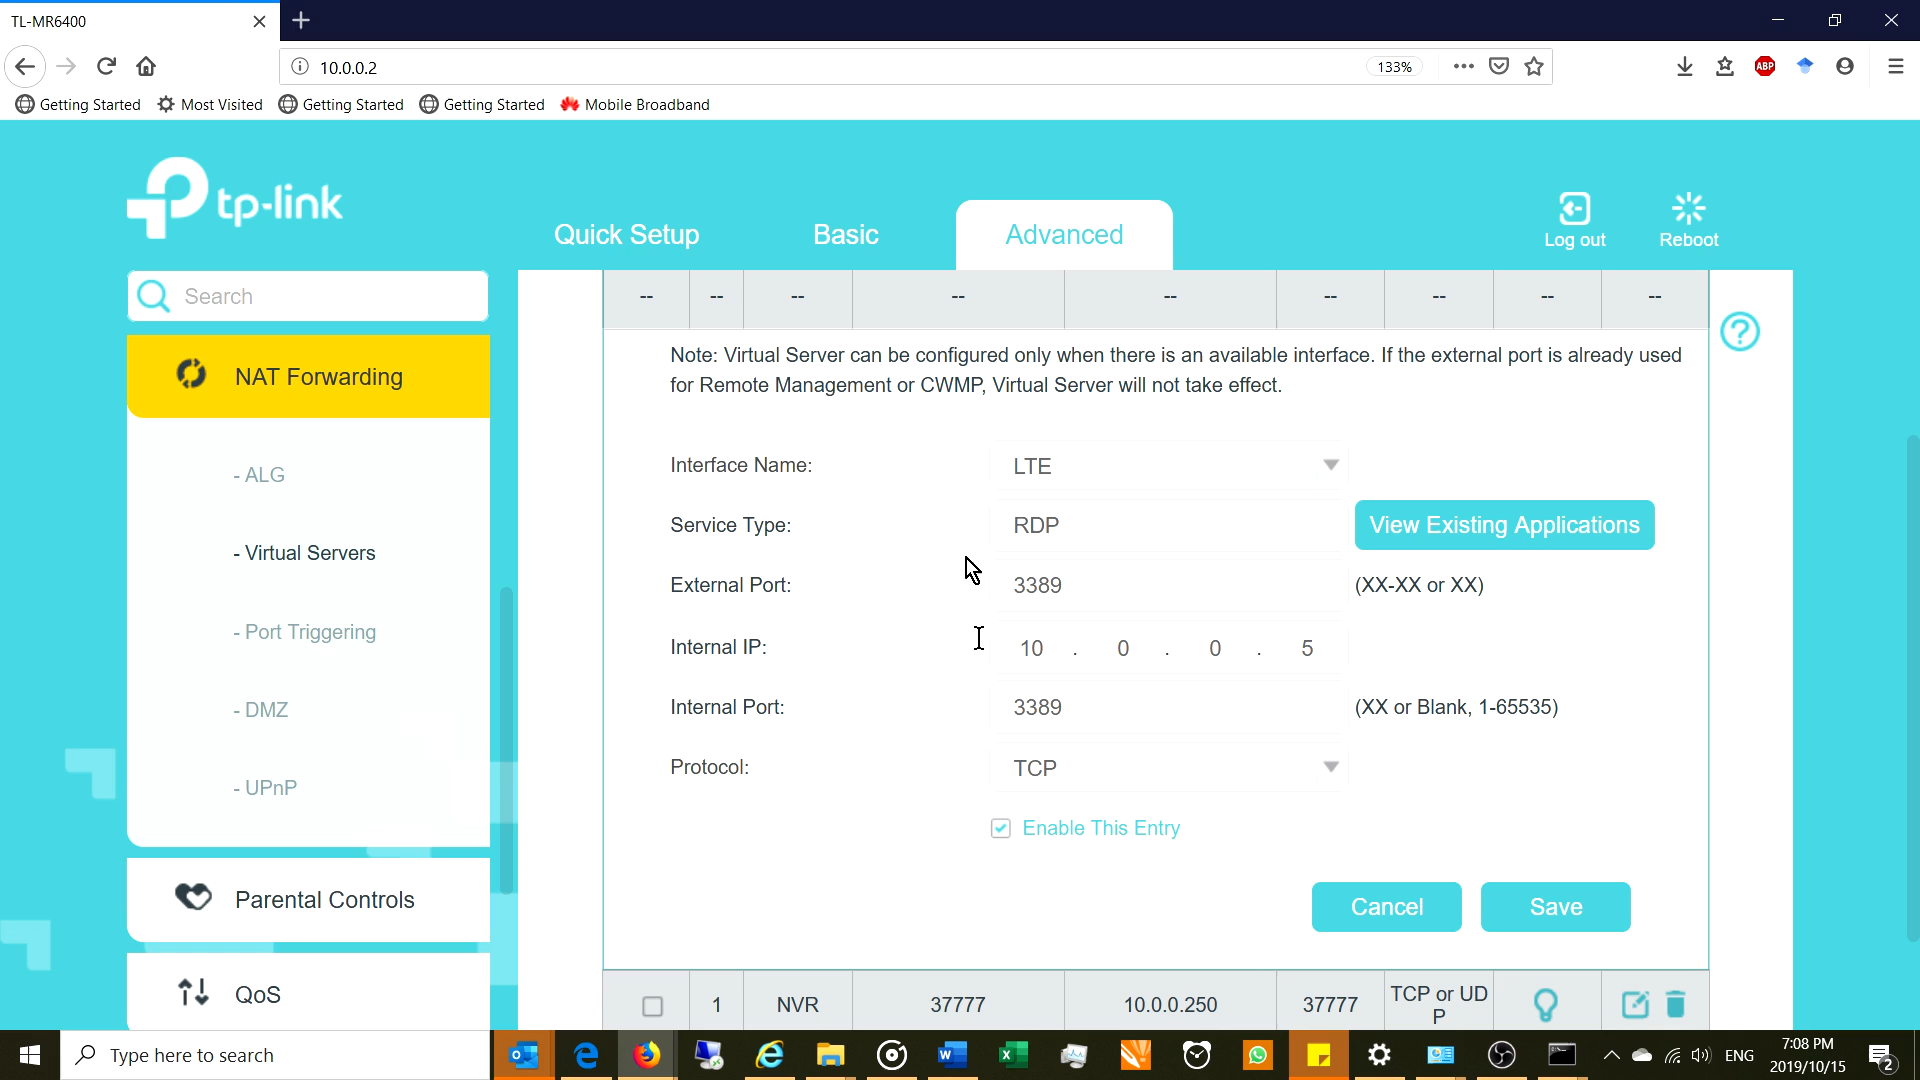 TL-MR6400
10.0.0.2
133%
ABP
Getting Started
Most Visited
Getting Started
Getting Started
Mobile Broadband
tp-link
Quick Setup
Basic
Advanced
Log out
Reboot
Search
-- -- -- -- -- -- -- -- --
NAT Forwarding
- ALG
- Virtual Servers
- Port Triggering
- DMZ
- UPnP
Parental Controls
QoS
Note: Virtual Server can be configured only when there is an available interface. If the external port is already used
for Remote Management or CWMP, Virtual Server will not take effect.
Interface Name: LTE
Service Type: RDP View Existing Applications
External Port: 3389 (XX-XX or XX)
Internal IP: 10 . 0 . 0 . 5
Internal Port: 3389 (XX or Blank, 1-65535)
Protocol: TCP
Enable This Entry
Cancel Save
1 NVR 37777 10.0.0.250 37777 TCP or UD
P
Type here to search
ENG
7:08 PM
2019/10/15
2